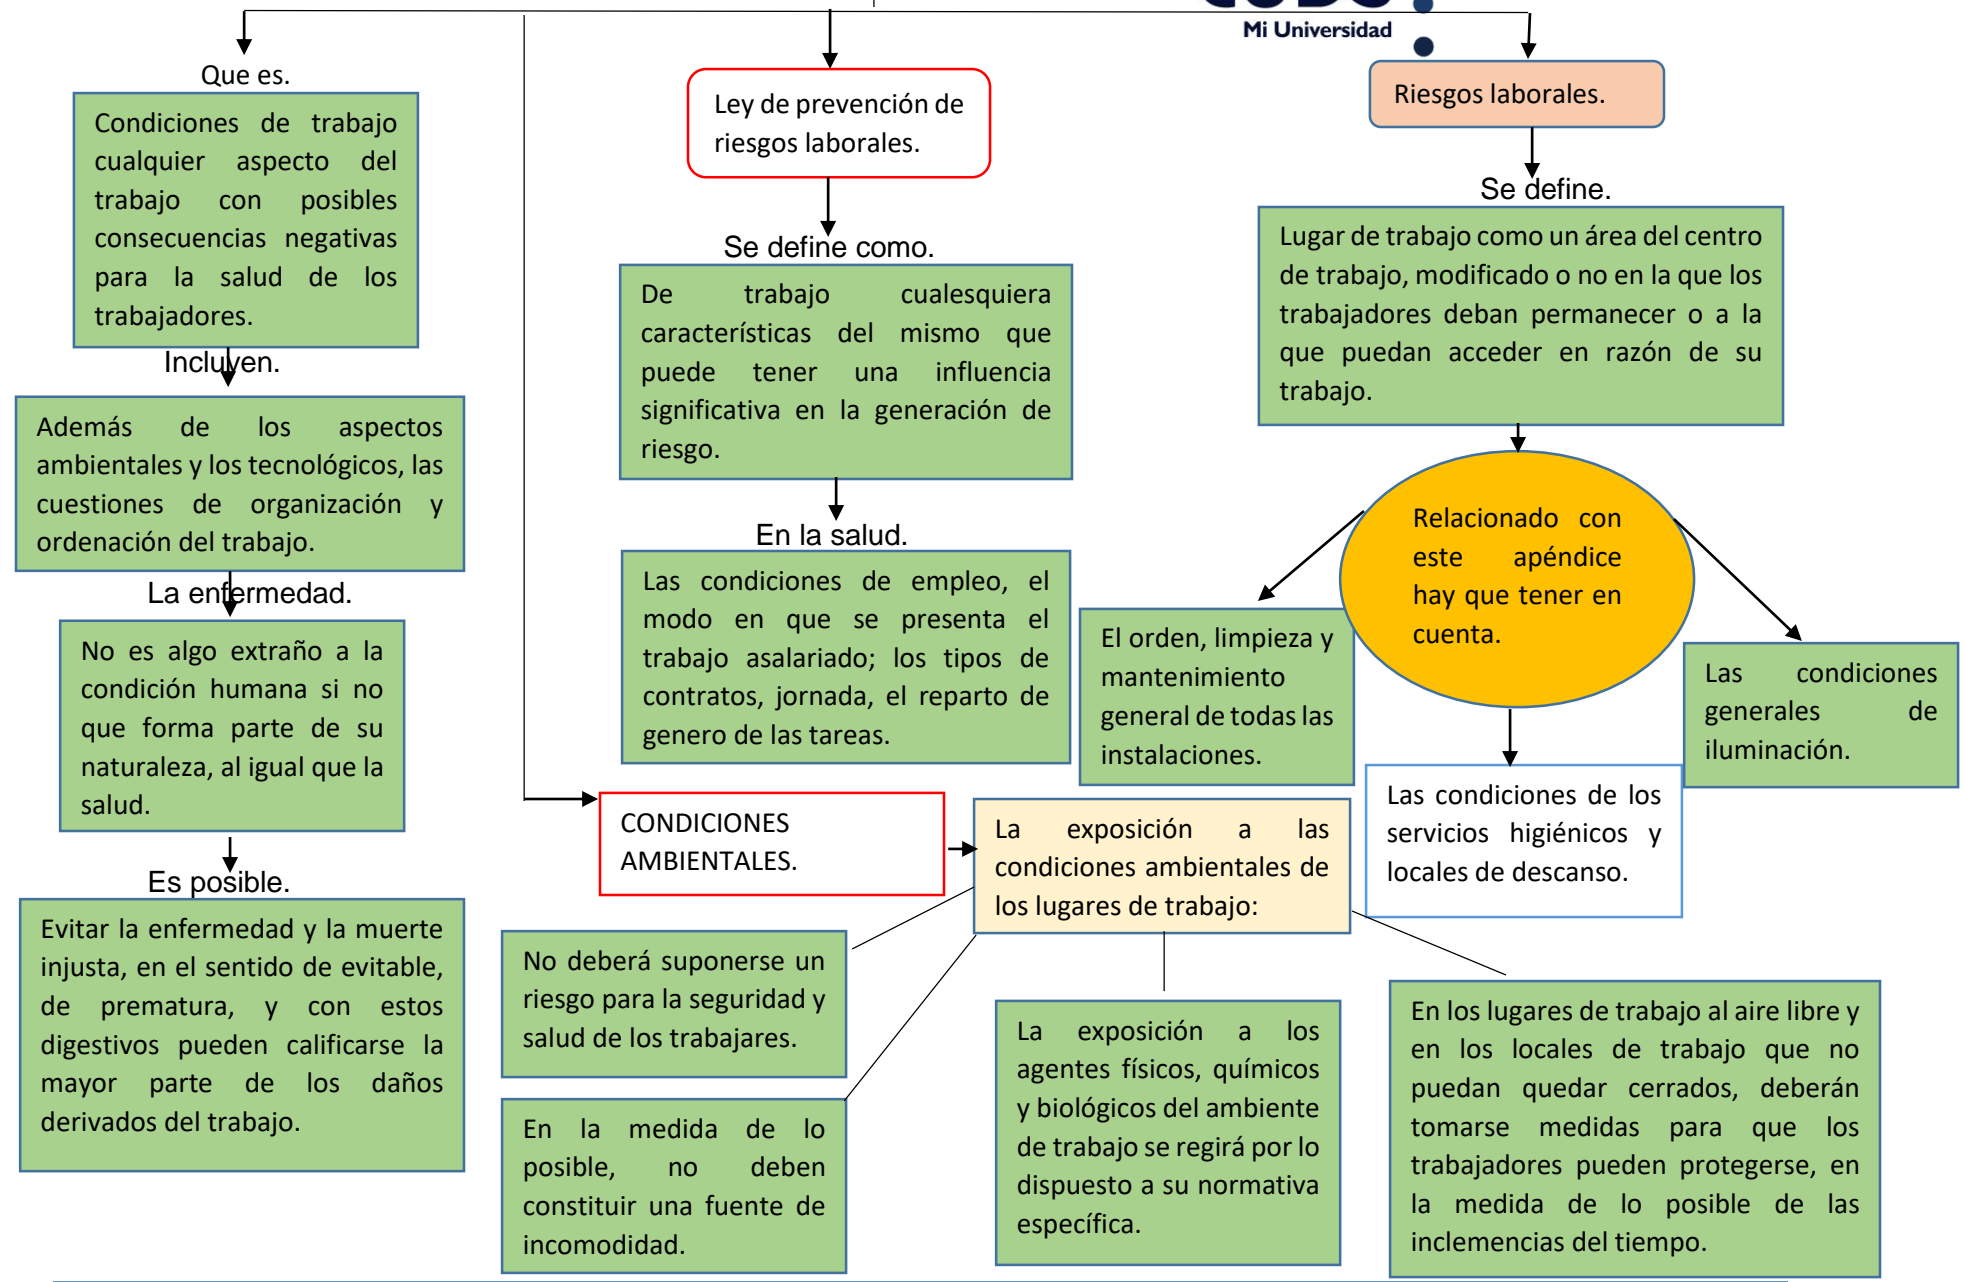 Mi Universidad
Que es.
Condiciones de trabajo
cualquier aspecto del
trabajo con posibles
consecuencias negativas
para la salud de los
trabajadores.
Incluyen.
Además de los aspectos
ambientales y los tecnológicos, las
cuestiones de organización y
ordenación del trabajo.
La enfermedad.
No es algo extraño a la
condición humana si no
que forma parte de su
naturaleza, al igual que la
salud.
Es posible.
Evitar la enfermedad y la muerte
injusta, en el sentido de evitable,
de prematura, y con estos
digestivos pueden calificarse la
mayor parte de los daños
derivados del trabajo.
Ley de prevención de
riesgos laborales.
Se define como.
De trabajo cualesquiera
características del mismo que
puede tener una influencia
significativa en la generación de
riesgo.
En la salud.
Las condiciones de empleo, el
modo en que se presenta el
trabajo asalariado; los tipos de
contratos, jornada, el reparto de
genero de las tareas.
Riesgos laborales.
Se define.
Lugar de trabajo como un área del centro
de trabajo, modificado o no en la que los
trabajadores deban permanecer o a la
que puedan acceder en razón de su
trabajo.
Relacionado con
este apéndice
hay que tener en
cuenta.
El orden, limpieza y
mantenimiento
general de todas las
instalaciones.
Las condiciones de los
servicios higiénicos y
locales de descanso.
Las condiciones
generales de
iluminación.
CONDICIONES
AMBIENTALES.
La exposición a las
condiciones ambientales de
los lugares de trabajo:
No deberá suponerse un
riesgo para la seguridad y
salud de los trabajares.
En la medida de lo
posible, no deben
constituir una fuente de
incomodidad.
La exposición a los
agentes físicos, químicos
y biológicos del ambiente
de trabajo se regirá por lo
dispuesto a su normativa
específica.
En los lugares de trabajo al aire libre y
en los locales de trabajo que no
puedan quedar cerrados, deberán
tomarse medidas para que los
trabajadores pueden protegerse, en
la medida de lo posible de las
inclemencias del tiempo.